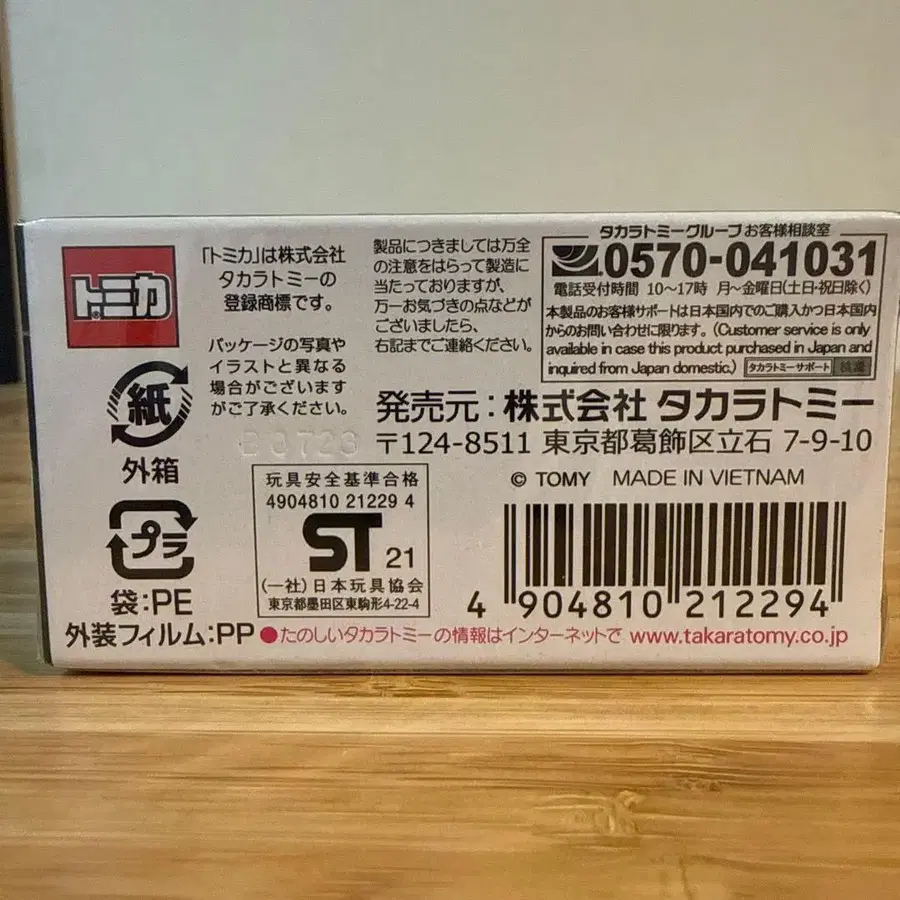 トミカ
「トミカ」は株式会社
タカラトミーの
登録商標です。
パッケージの写真や
イラストと異なる
場合がございます
がご了承ください。
製品につきましては万全
の注意をはらって製造に
当たっておりますが、
万一お気づきの点などが
ございましたら、
右記までご連絡ください。
タカラトミーグループ お客様相談室
0570-041031
電話受付時間 10〜17時 月〜金曜日(土日・祝日除く)
本製品のお客様サポートは日本国内でのご購入かつ日本国内
からのお問い合わせに限ります。(Customer service is only
available in case this product purchased in Japan and
inquired from Japan domestic.) タカラトミーサポート 検索
発売元:株式会社 タカラトミー
〒124-8511 東京都葛飾区立石 7-9-10
© TOMY MADE IN VIETNAM
紙
外箱
プラ
袋:PE
外装フィルム:PP
B0723
玩具安全基準合格
4904810 21229 4
ST 21
(一社)日本玩具協会
東京都墨田区東駒形4-22-4
4 904810 212294
●たのしいタカラトミーの情報はインターネットで www.takaratomy.co.jp